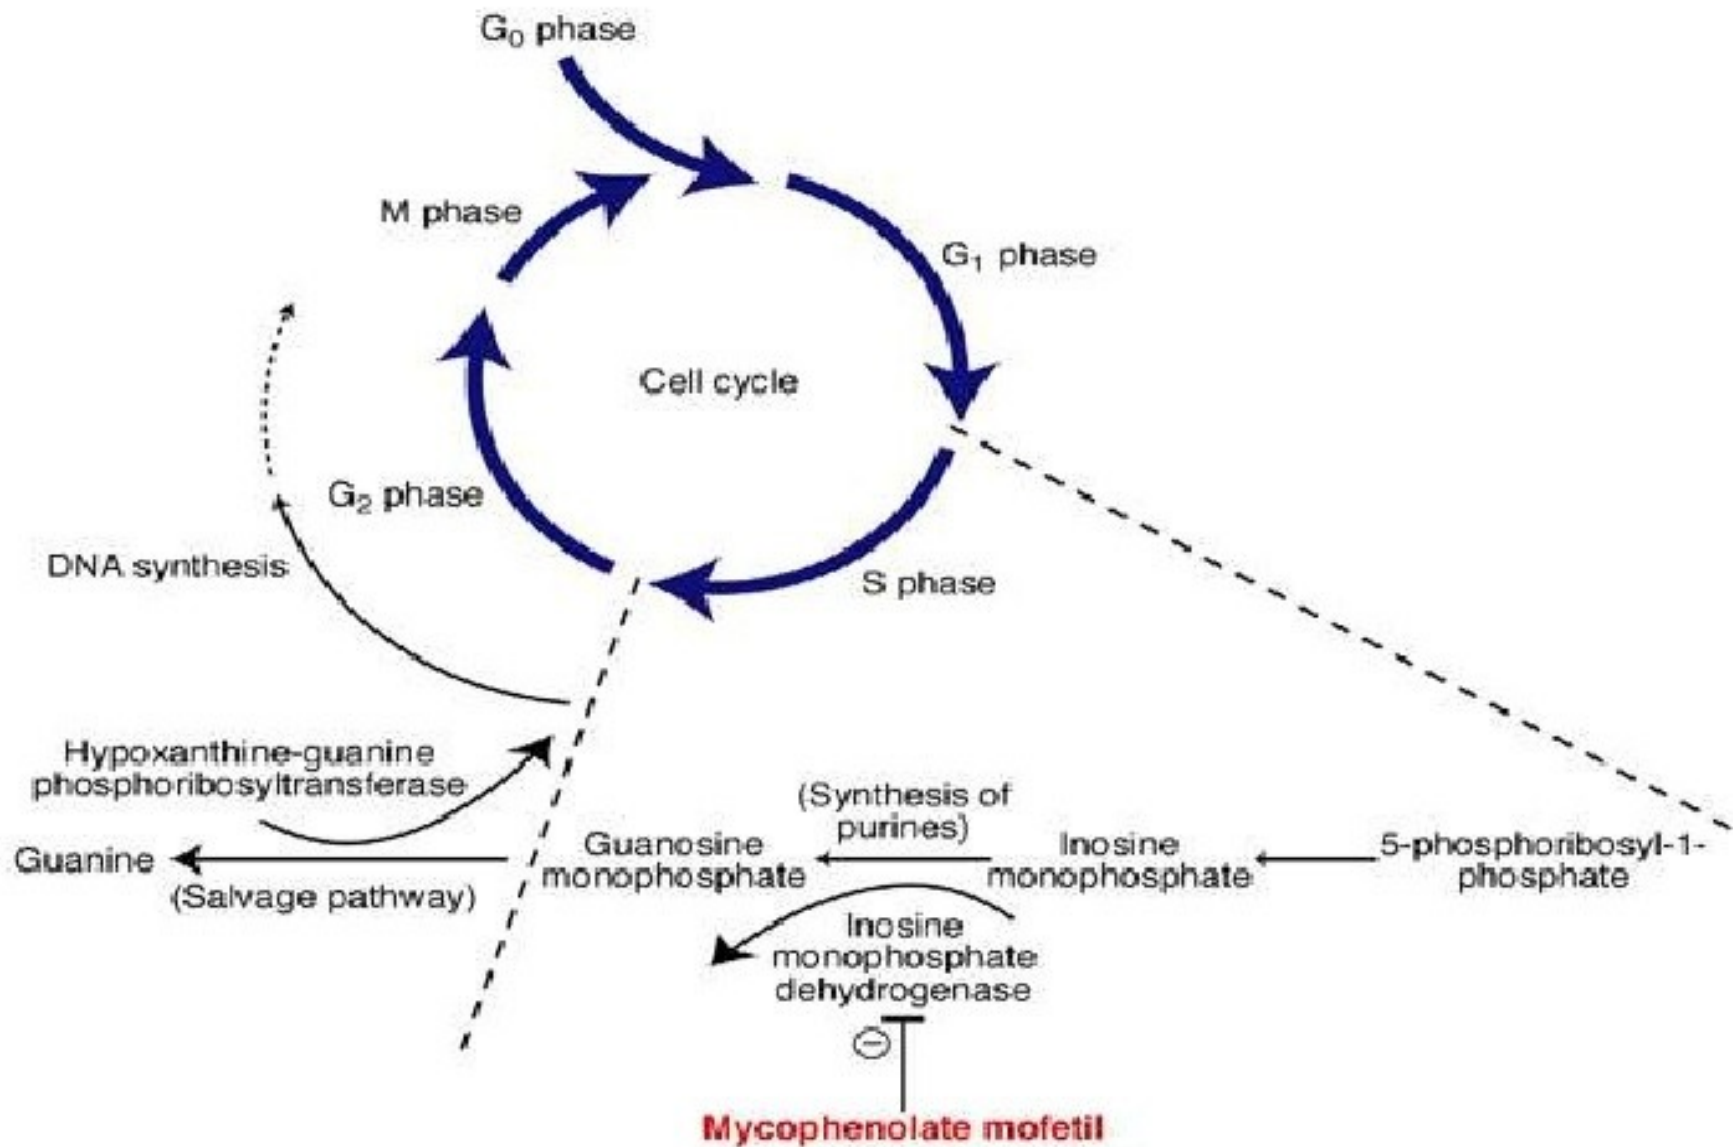 G₀ phase
M phase
G₁ phase
Cell cycle
G₂ phase
DNA synthesis
S phase
Hypoxanthine-guanine
phosphoribosyltransferase
(Synthesis of
purines)
Guanine
(Salvage pathway)
Guanosine
monophosphate
Inosine
monophosphate
5-phosphoribosyl-1-
phosphate
Inosine
monophosphate
dehydrogenase
−
Mycophenolate mofetil